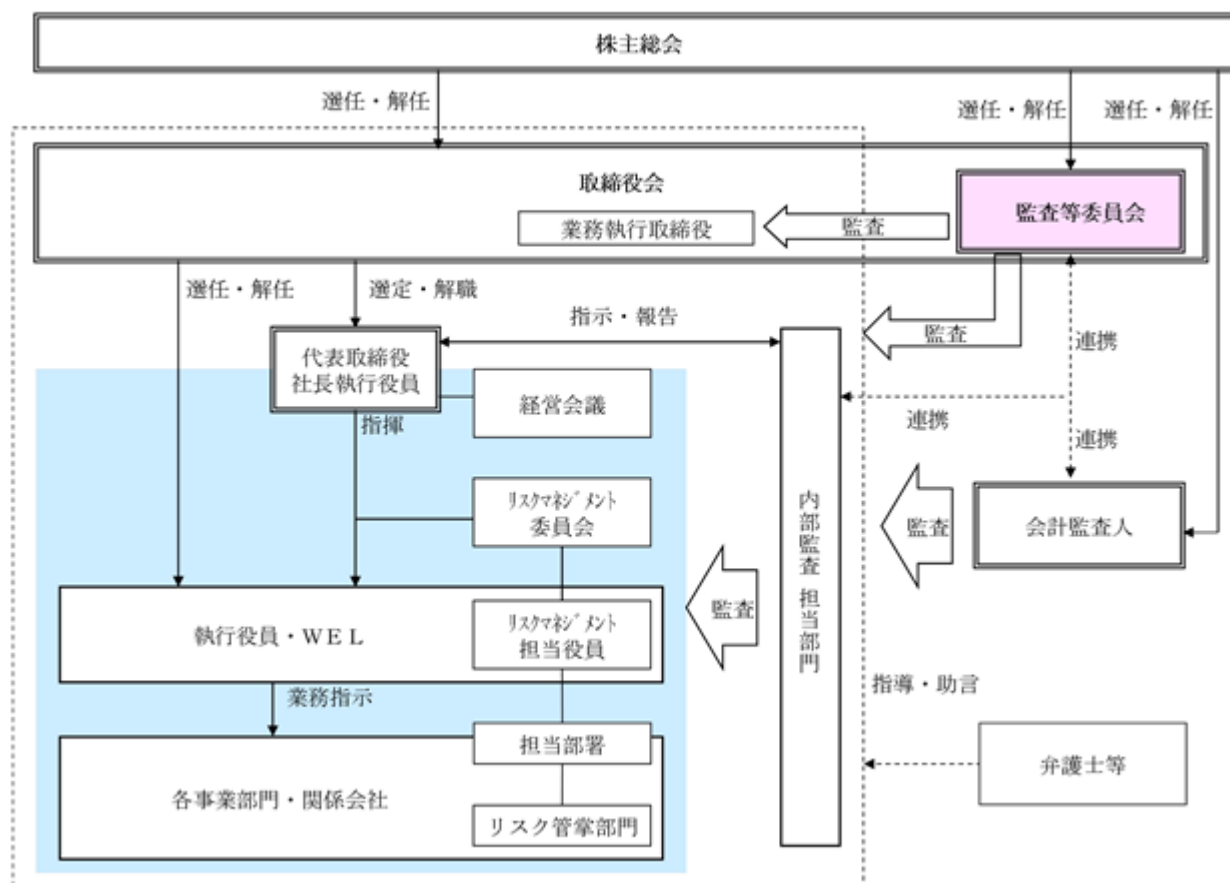 株主総会
選任・解任
選任・解任
選任・解任
取締役会
監査等委員会
業務執行取締役
監査
選任・解任
選定・解職
指示・報告
監査
連携
代表取締役
社長執行役員
経営会議
指揮
連携
連携
ﾘｽｸﾏﾈｼﾞﾒﾝﾄ
委員会
内部監査 担当部門
監査
会計監査人
執行役員・ＷＥＬ
ﾘｽｸﾏﾈｼﾞﾒﾝﾄ
担当役員
監査
業務指示
指導・助言
担当部署
各事業部門・関係会社
リスク管掌部門
弁護士等